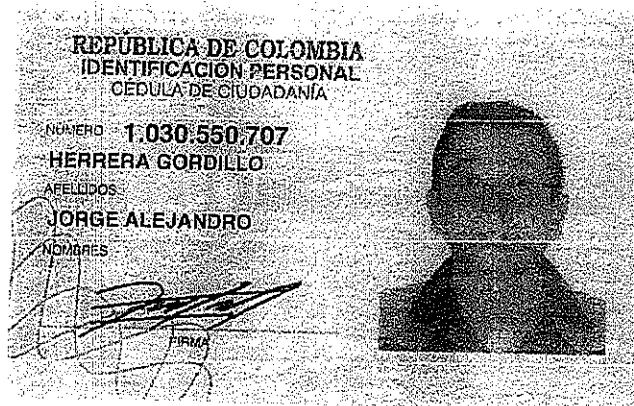 REPÚBLICA DE COLOMBIA
IDENTIFICACIÓN PERSONAL
CÉDULA DE CIUDADANÍA
NÚMERO 1.030.550.707
HERRERA GORDILLO
APELLIDOS
JORGE ALEJANDRO
NOMBRES
FIRMA